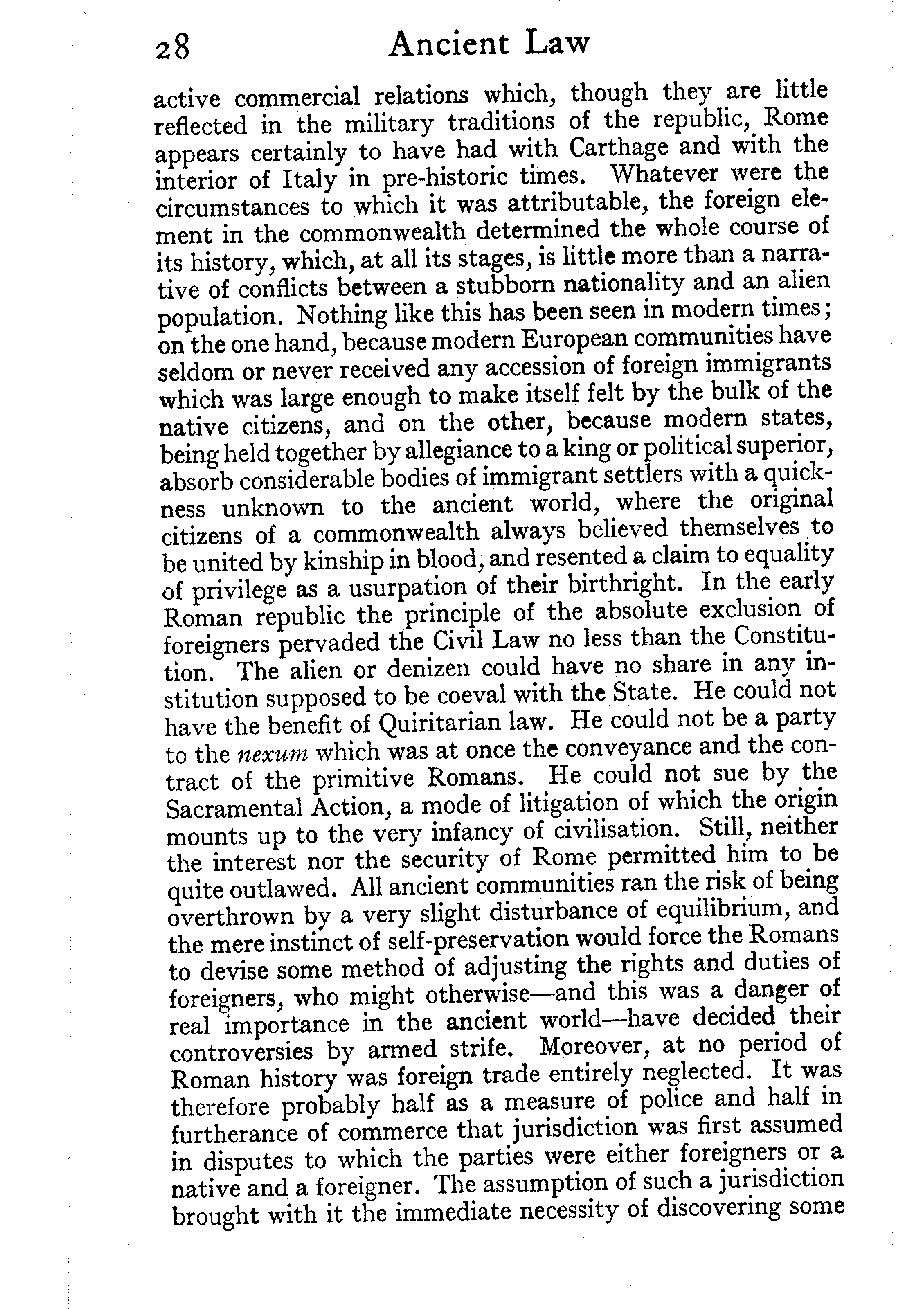 28 Ancient Law
active commercial relations which, though they are little
reflected in the military traditions of the republic, Rome
appears certainly to have had with Carthage and with the
interior of Italy in pre-historic times. Whatever were the
circumstances to which it was attributable, the foreign ele-
ment in the commonwealth determined the whole course of
its history, which, at all its stages, is little more than a narra-
tive of conflicts between a stubborn nationality and an alien
population. Nothing like this has been seen in modern times;
on the one hand, because modern European communities have
seldom or never received any accession of foreign immigrants
which was large enough to make itself felt by the bulk of the
native citizens, and on the other, because modern states,
being held together by allegiance to a king or political superior,
absorb considerable bodies of immigrant settlers with a quick-
ness unknown to the ancient world, where the original
citizens of a commonwealth always believed themselves to
be united by kinship in blood, and resented a claim to equality
of privilege as a usurpation of their birthright. In the early
Roman republic the principle of the absolute exclusion of
foreigners pervaded the Civil Law no less than the Constitu-
tion. The alien or denizen could have no share in any in-
stitution supposed to be coeval with the State. He could not
have the benefit of Quiritarian law. He could not be a party
to the nexum which was at once the conveyance and the con-
tract of the primitive Romans. He could not sue by the
Sacramental Action, a mode of litigation of which the origin
mounts up to the very infancy of civilisation. Still, neither
the interest nor the security of Rome permitted him to be
quite outlawed. All ancient communities ran the risk of being
overthrown by a very slight disturbance of equilibrium, and
the mere instinct of self-preservation would force the Romans
to devise some method of adjusting the rights and duties of
foreigners, who might otherwise—and this was a danger of
real importance in the ancient world—have decided their
controversies by armed strife. Moreover, at no period of
Roman history was foreign trade entirely neglected. It was
therefore probably half as a measure of police and half in
furtherance of commerce that jurisdiction was first assumed
in disputes to which the parties were either foreigners or a
native and a foreigner. The assumption of such a jurisdiction
brought with it the immediate necessity of discovering some